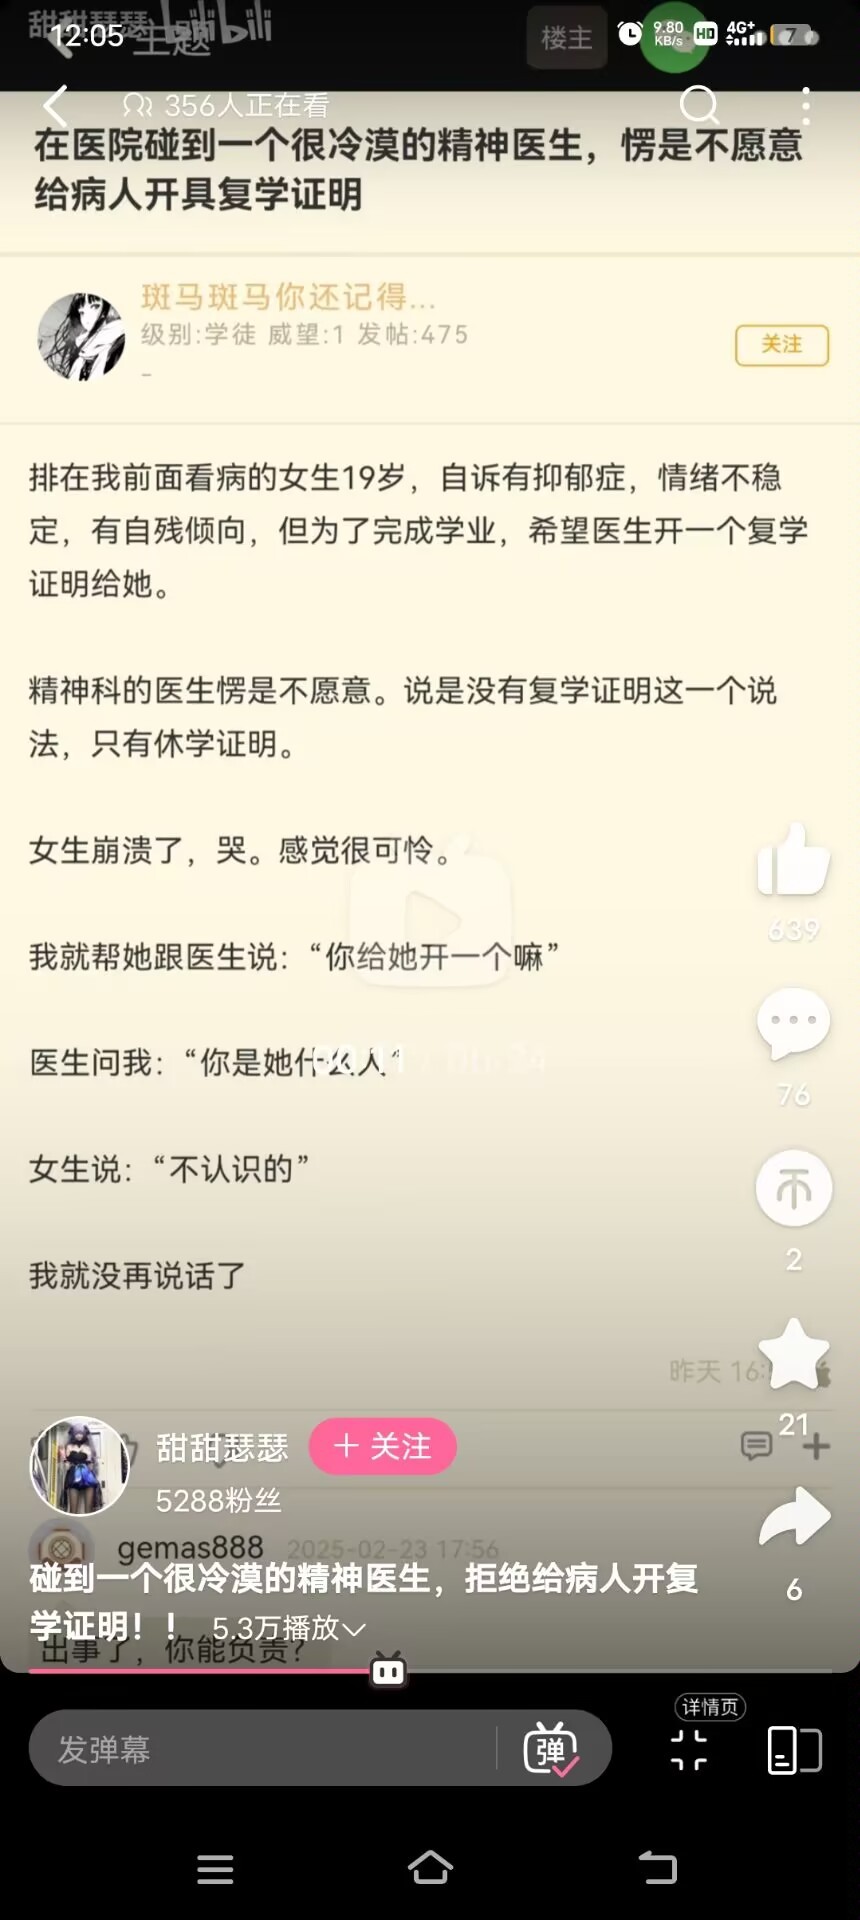 甜甜瑟瑟 bilibili
12:05
主题
楼主
9.80 KB/s HD 4G+ 7
356人正在看
在医院碰到一个很冷漠的精神医生，愣是不愿意
给病人开具复学证明
斑马斑马你还记得...
级别:学徒 威望:1 发帖:475
关注
排在我前面看病的女生19岁，自诉有抑郁症，情绪不稳
定，有自残倾向，但为了完成学业，希望医生开一个复学
证明给她。
精神科的医生愣是不愿意。说是没有复学证明这一个说
法，只有休学证明。
女生崩溃了，哭。感觉很可怜。
我就帮她跟医生说：“你给她开一个嘛”
639
医生问我：“你是她什么人”
76
女生说：“不认识的”
2
我就没再说话了
昨天 16:
21
甜甜瑟瑟
+ 关注
5288粉丝
gemas888 2025-02-23 17:56
碰到一个很冷漠的精神医生，拒绝给病人开复
学证明！！ 5.3万播放
6
出事了，你能负责？
发弹幕
弹
详情页